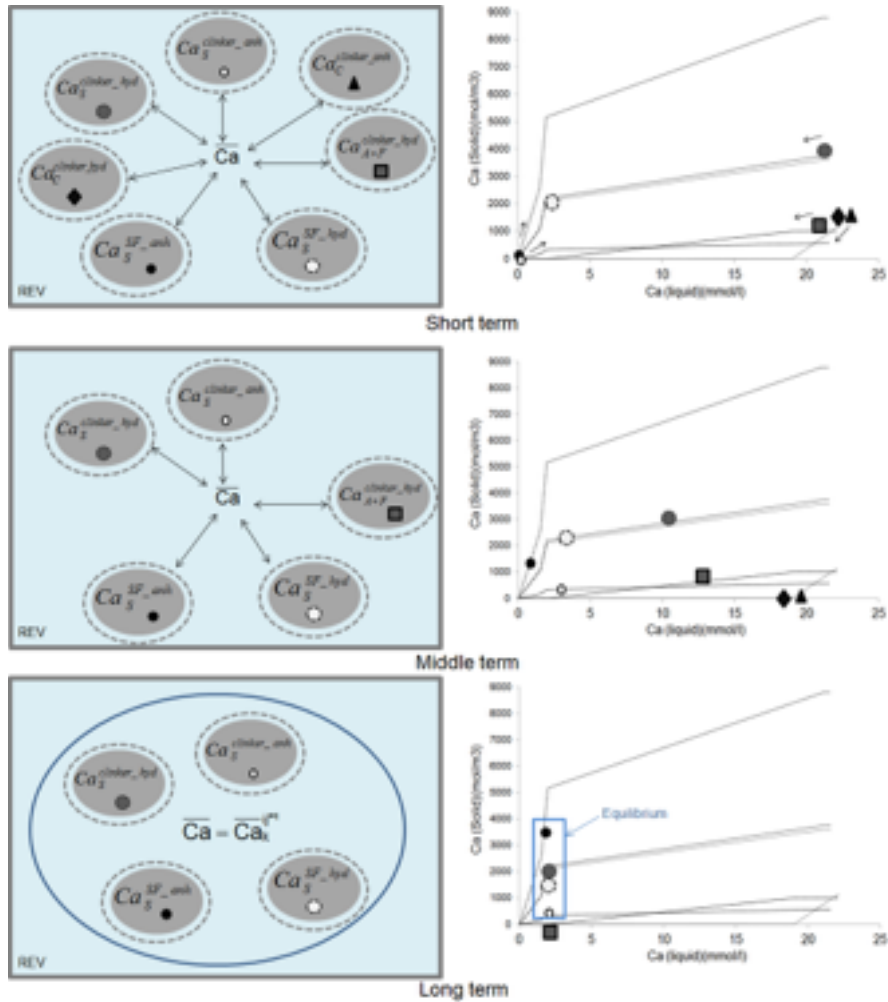 Ca_S^{clinker_anh}
Ca_S^{clinker_hyd}
Ca_C^{clinker_anh}
Ca_C^{clinker_hyd}
Ca_{A+F}^{clinker_hyd}
Ca
Ca_S^{SF_anh}
Ca_S^{SF_hyd}
REV
Ca (Solid)(mol/m3)
9000
8000
7000
6000
5000
4000
3000
2000
1000
0
0 5 10 15 20 25
Ca (liquid)(mmol/l)
Short term
Ca_S^{clinker_anh}
Ca_S^{clinker_hyd}
Ca
Ca_{A+F}^{clinker_hyd}
Ca_S^{SF_anh}
Ca_S^{SF_hyd}
REV
Ca (Solid)(mol/m3)
9000
8000
7000
6000
5000
4000
3000
2000
1000
0
0 5 10 15 20 25
Ca (liquid)(mmol/l)
Middle term
Ca_S^{clinker_anh}
Ca_S^{clinker_hyd}
Ca = Ca
Ca_S^{SF_anh}
Ca_S^{SF_hyd}
REV
Ca (Solid)(mol/m3)
9000
8000
7000
6000
5000
4000
3000
2000
1000
0
Equilibrium
0 5 10 15 20 25
Ca (liquid)(mmol/l)
Long term